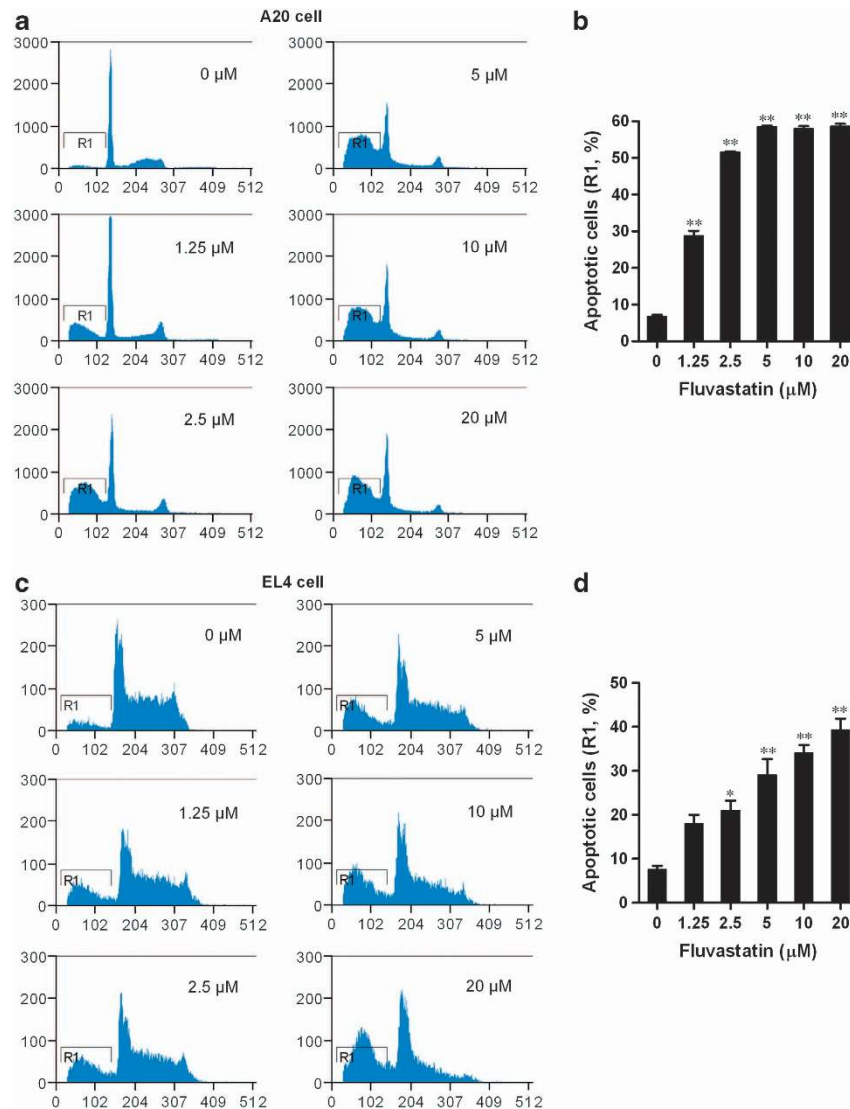 a
A20 cell
3000
2000
1000
0
0 µM
R1
0 102 204 307 409 512
3000
2000
1000
0
5 µM
R1
0 102 204 307 409 512
3000
2000
1000
0
1.25 µM
R1
0 102 204 307 409 512
3000
2000
1000
0
10 µM
R1
0 102 204 307 409 512
3000
2000
1000
0
2.5 µM
R1
0 102 204 307 409 512
3000
2000
1000
0
20 µM
R1
0 102 204 307 409 512
b
Apoptotic cells (R1, %)
60
50
40
30
20
10
0
** ** ** ** **
0 1.25 2.5 5 10 20
Fluvastatin (µM)
c
EL4 cell
300
200
100
0
0 µM
R1
0 102 204 307 409 512
300
200
100
0
5 µM
R1
0 102 204 307 409 512
300
200
100
0
1.25 µM
R1
0 102 204 307 409 512
300
200
100
0
10 µM
R1
0 102 204 307 409 512
300
200
100
0
2.5 µM
R1
0 102 204 307 409 512
300
200
100
0
20 µM
R1
0 102 204 307 409 512
d
Apoptotic cells (R1, %)
50
40
30
20
10
0
* ** ** **
0 1.25 2.5 5 10 20
Fluvastatin (µM)